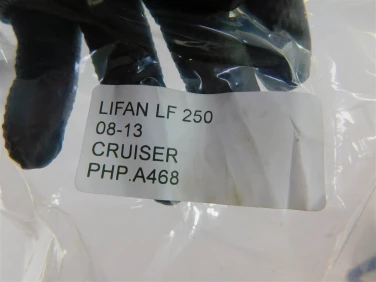 LIFAN LF 250
08-13
CRUISER
PHP.A468